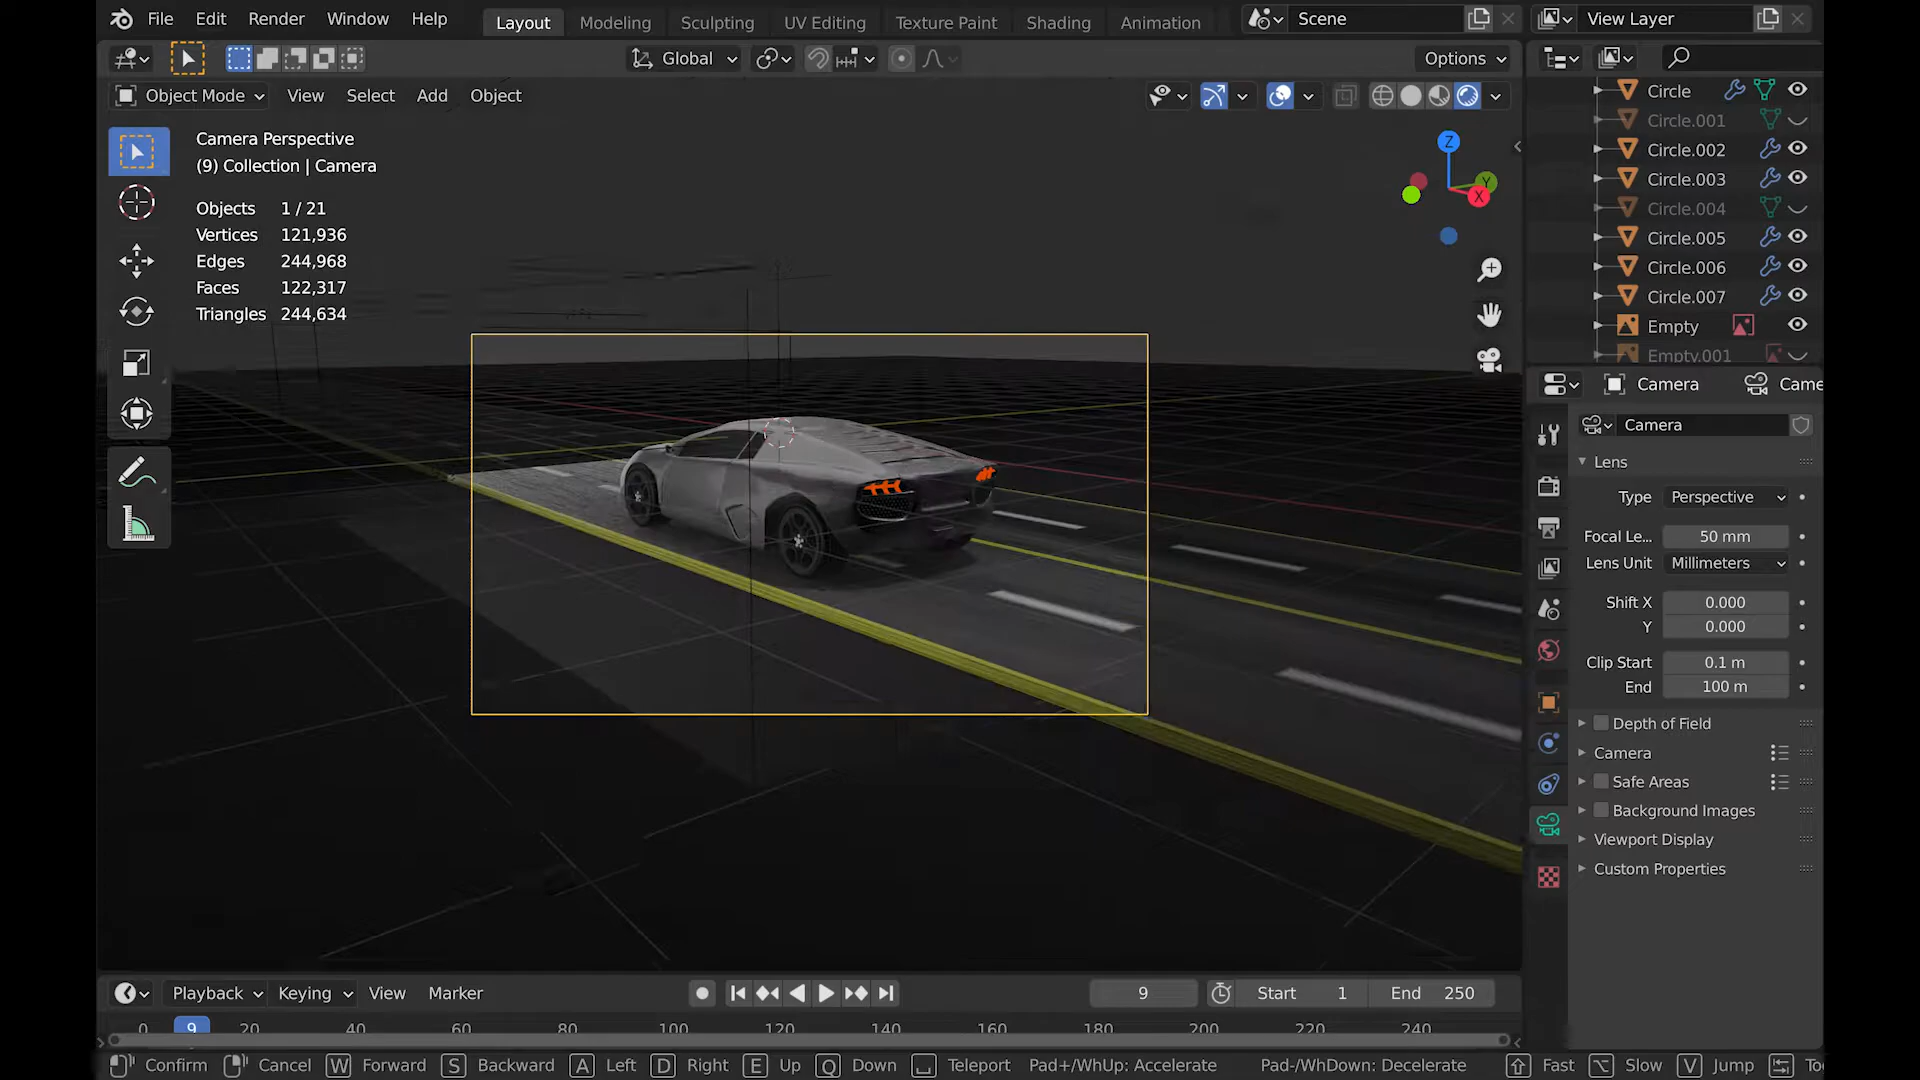 File Edit Render Window Help Layout Modeling Sculpting UV Editing Texture Paint Shading Animation Scene View Layer
Global Options
Object Mode View Select Add Object
Camera Perspective
(9) Collection | Camera
Objects 1 / 21
Vertices 121,936
Edges 244,968
Faces 122,317
Triangles 244,634
Z
Y
X
Circle
Circle.001
Circle.002
Circle.003
Circle.004
Circle.005
Circle.006
Circle.007
Empty
Empty.001
Camera Came
Camera
Lens
Type Perspective
Focal Le... 50 mm
Lens Unit Millimeters
Shift X 0.000
Y 0.000
Clip Start 0.1 m
End 100 m
Depth of Field
Camera
Safe Areas
Background Images
Viewport Display
Custom Properties
Playback Keying View Marker 9 Start 1 End 250
0 9 20 40 60 80 100 120 140 160 180 200 220 240
Confirm Cancel W Forward S Backward A Left D Right E Up Q Down Teleport Pad+/WhUp: Accelerate Pad-/WhDown: Decelerate Fast Slow V Jump To